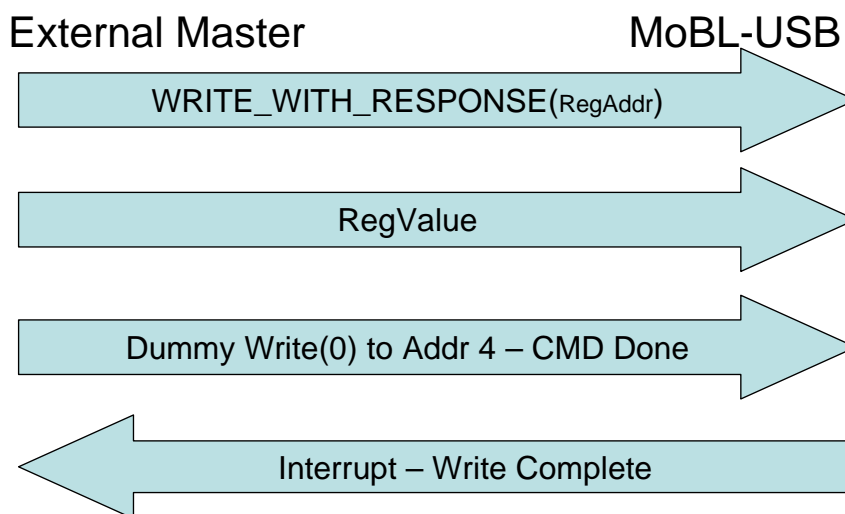 External Master MoBL-USB
WRITE_WITH_RESPONSE(RegAddr)
RegValue
Dummy Write(0) to Addr 4 – CMD Done
Interrupt – Write Complete